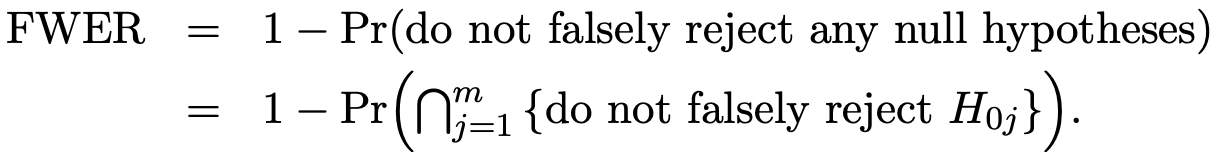 FWER = 1 − Pr(do not falsely reject any null hypotheses)
= 1 − Pr(⋂_{j=1}^{m} {do not falsely reject H_{0j}}).